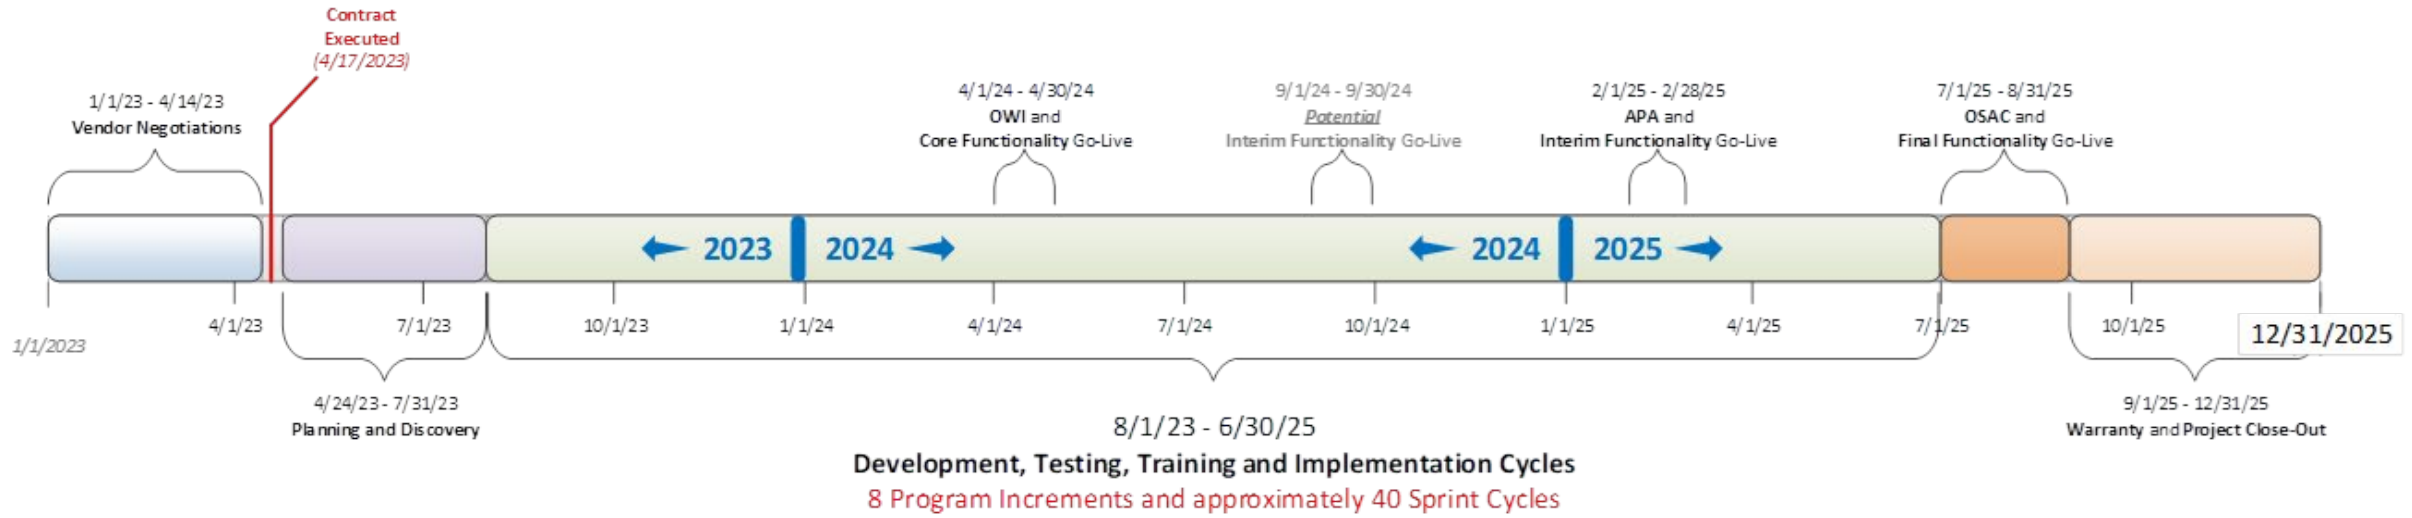 Contract
Executed
(4/17/2023)
1/1/23 - 4/14/23
Vendor Negotiations
4/1/24 - 4/30/24
OWI and
Core Functionality Go-Live
9/1/24 - 9/30/24
Potential
Interim Functionality Go-Live
2/1/25 - 2/28/25
APA and
Interim Functionality Go-Live
7/1/25 - 8/31/25
OSAC and
Final Functionality Go-Live
2023
2024
2024
2025
1/1/2023
4/1/23
7/1/23
10/1/23
1/1/24
4/1/24
7/1/24
10/1/24
1/1/25
4/1/25
7/1/25
10/1/25
12/31/2025
4/24/23 - 7/31/23
Planning and Discovery
8/1/23 - 6/30/25
Development, Testing, Training and Implementation Cycles
8 Program Increments and approximately 40 Sprint Cycles
9/1/25 - 12/31/25
Warranty and Project Close-Out